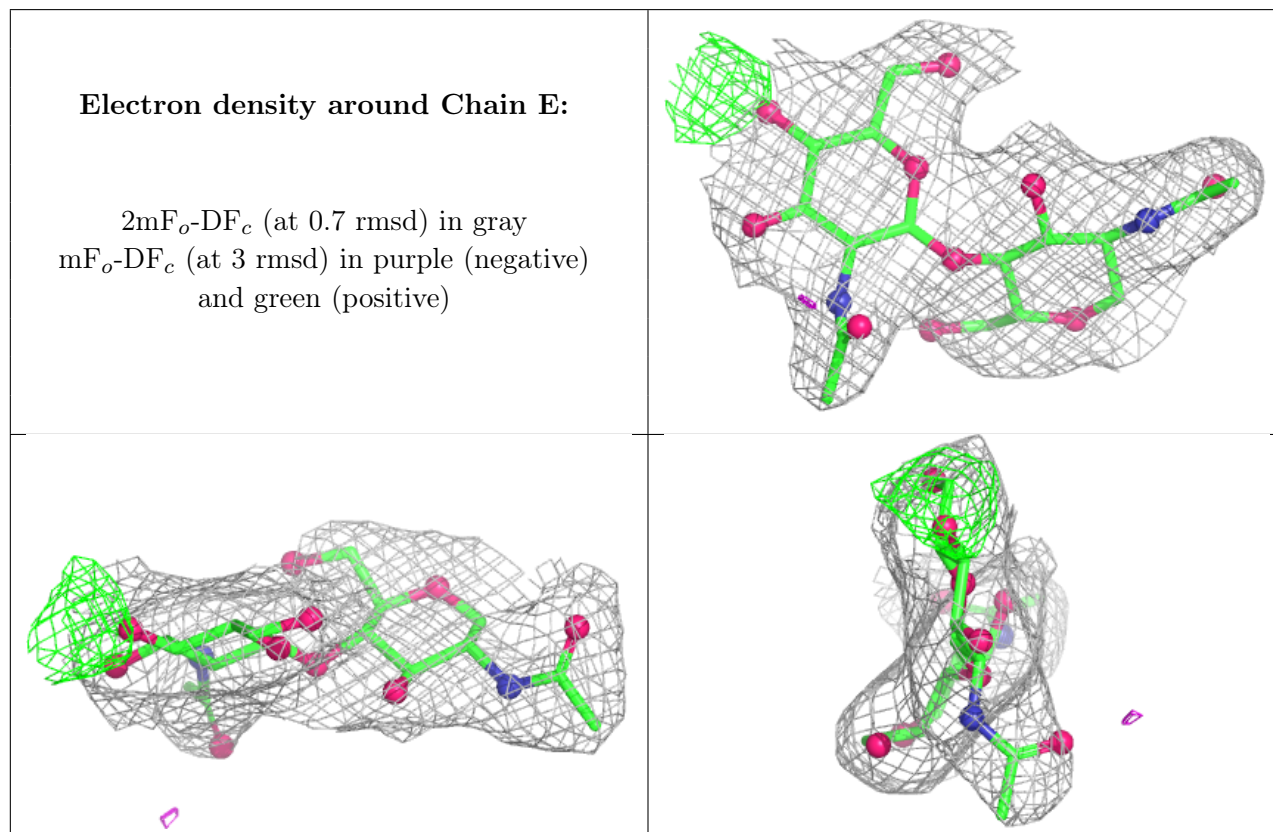 Electron density around Chain E:
2mFₒ-DF𝒸 (at 0.7 rmsd) in gray
mFₒ-DF𝒸 (at 3 rmsd) in purple (negative)
and green (positive)